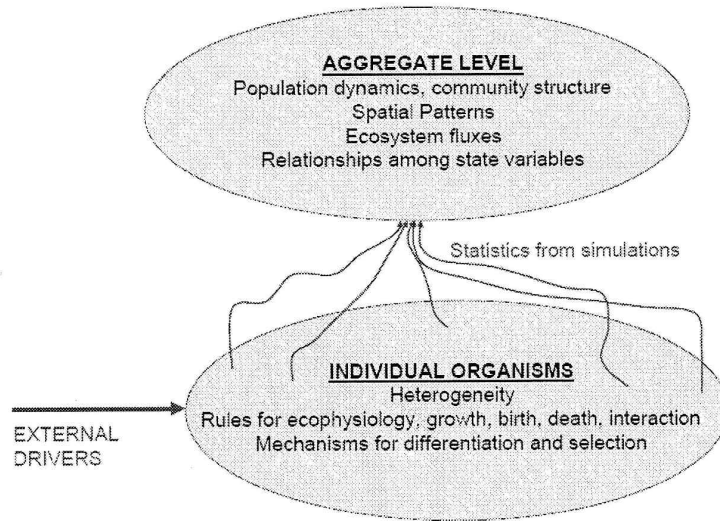 AGGREGATE LEVEL
Population dynamics, community structure
Spatial Patterns
Ecosystem fluxes
Relationships among state variables
Statistics from simulations
INDIVIDUAL ORGANISMS
Heterogeneity
Rules for ecophysiology, growth, birth, death, interaction
Mechanisms for differentiation and selection
EXTERNAL
DRIVERS